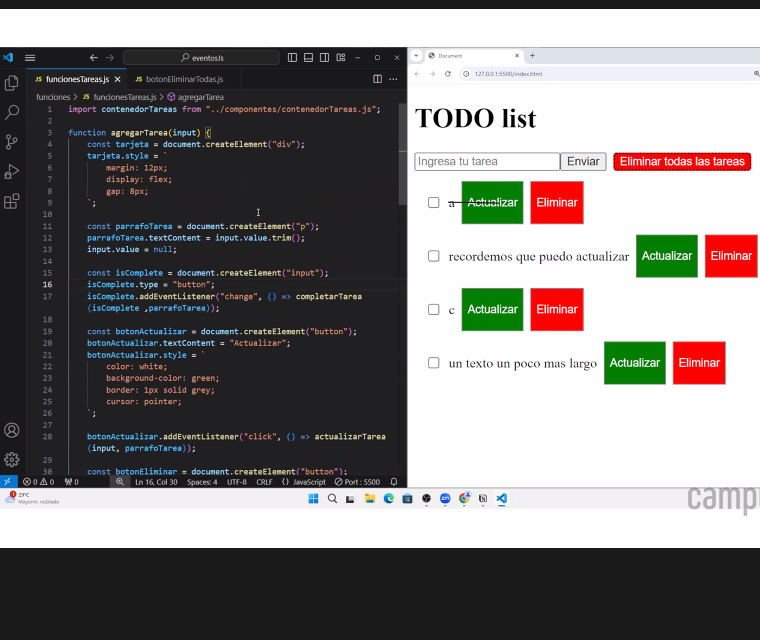 eventosJs
JS funcionesTareas.js
JS botonEliminarTodas.js
funciones > JS funcionesTareas.js > agregarTarea
1 import contenedorTareas from "../componentes/contenedorTareas.js";
2
3 function agregarTarea(input) {
4 const tarjeta = document.createElement("div");
5 tarjeta.style = `
6 margin: 12px;
7 display: flex;
8 gap: 8px;
9 `;
10
11 const parrafoTarea = document.createElement("p");
12 parrafoTarea.textContent = input.value.trim();
13 input.value = null;
14
15 const isComplete = document.createElement("input");
16 isComplete.type = "button";
17 isComplete.addEventListener("change", () => completarTarea
(isComplete ,parrafoTarea));
18
19 const botonActualizar = document.createElement("button");
20 botonActualizar.textContent = "Actualizar";
21 botonActualizar.style = `
22 color: white;
23 background-color: green;
24 border: 1px solid grey;
25 cursor: pointer;
26 `;
27
28 botonActualizar.addEventListener("click", () => actualizarTarea
(input, parrafoTarea));
29
30 const botonEliminar = document.createElement("button");
0 0 0 Ln 16, Col 30 Spaces: 4 UTF-8 CRLF {} JavaScript Port : 5500
Document
127.0.0.1:5500/index.html
TODO list
Ingresa tu tarea Enviar Eliminar todas las tareas
a Actualizar Eliminar
recordemos que puedo actualizar Actualizar Eliminar
c Actualizar Eliminar
un texto un poco mas largo Actualizar Eliminar
29°C
Mayorm. nublado
camp